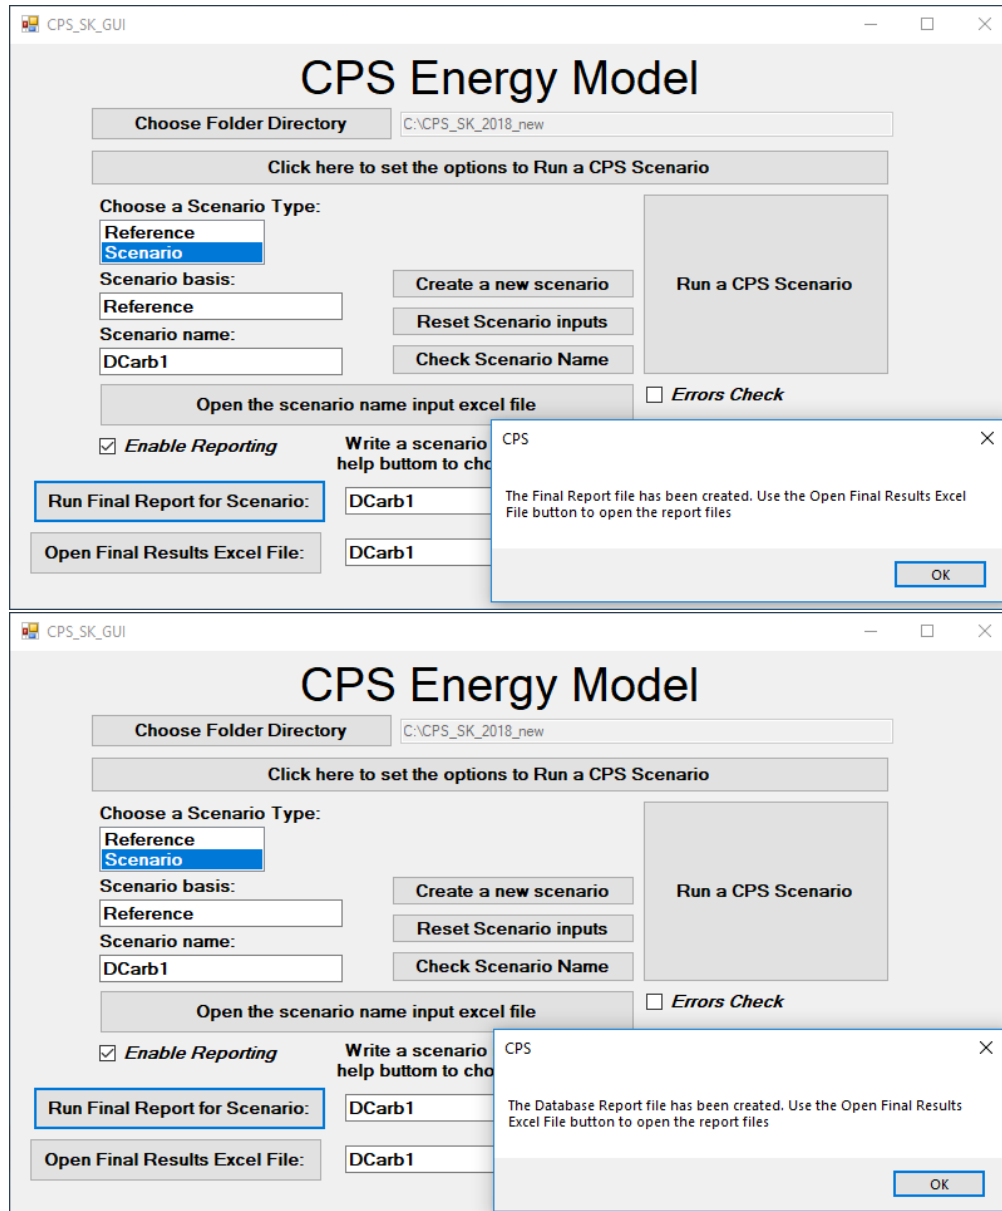 CPS_SK_GUI
CPS Energy Model
Choose Folder Directory
C:\CPS_SK_2018_new
Click here to set the options to Run a CPS Scenario
Choose a Scenario Type:
Reference
Scenario
Scenario basis:
Reference
Scenario name:
DCarb1
Create a new scenario
Reset Scenario inputs
Check Scenario Name
Run a CPS Scenario
Open the scenario name input excel file
Errors Check
Enable Reporting
Write a scenario
help buttom to cho
Run Final Report for Scenario:
DCarb1
Open Final Results Excel File:
DCarb1
CPS
The Final Report file has been created. Use the Open Final Results Excel
File button to open the report files
OK
CPS_SK_GUI
CPS Energy Model
Choose Folder Directory
C:\CPS_SK_2018_new
Click here to set the options to Run a CPS Scenario
Choose a Scenario Type:
Reference
Scenario
Scenario basis:
Reference
Scenario name:
DCarb1
Create a new scenario
Reset Scenario inputs
Check Scenario Name
Run a CPS Scenario
Open the scenario name input excel file
Errors Check
Enable Reporting
Write a scenario
help buttom to cho
Run Final Report for Scenario:
DCarb1
Open Final Results Excel File:
DCarb1
CPS
The Database Report file has been created. Use the Open Final Results
Excel File button to open the report files
OK